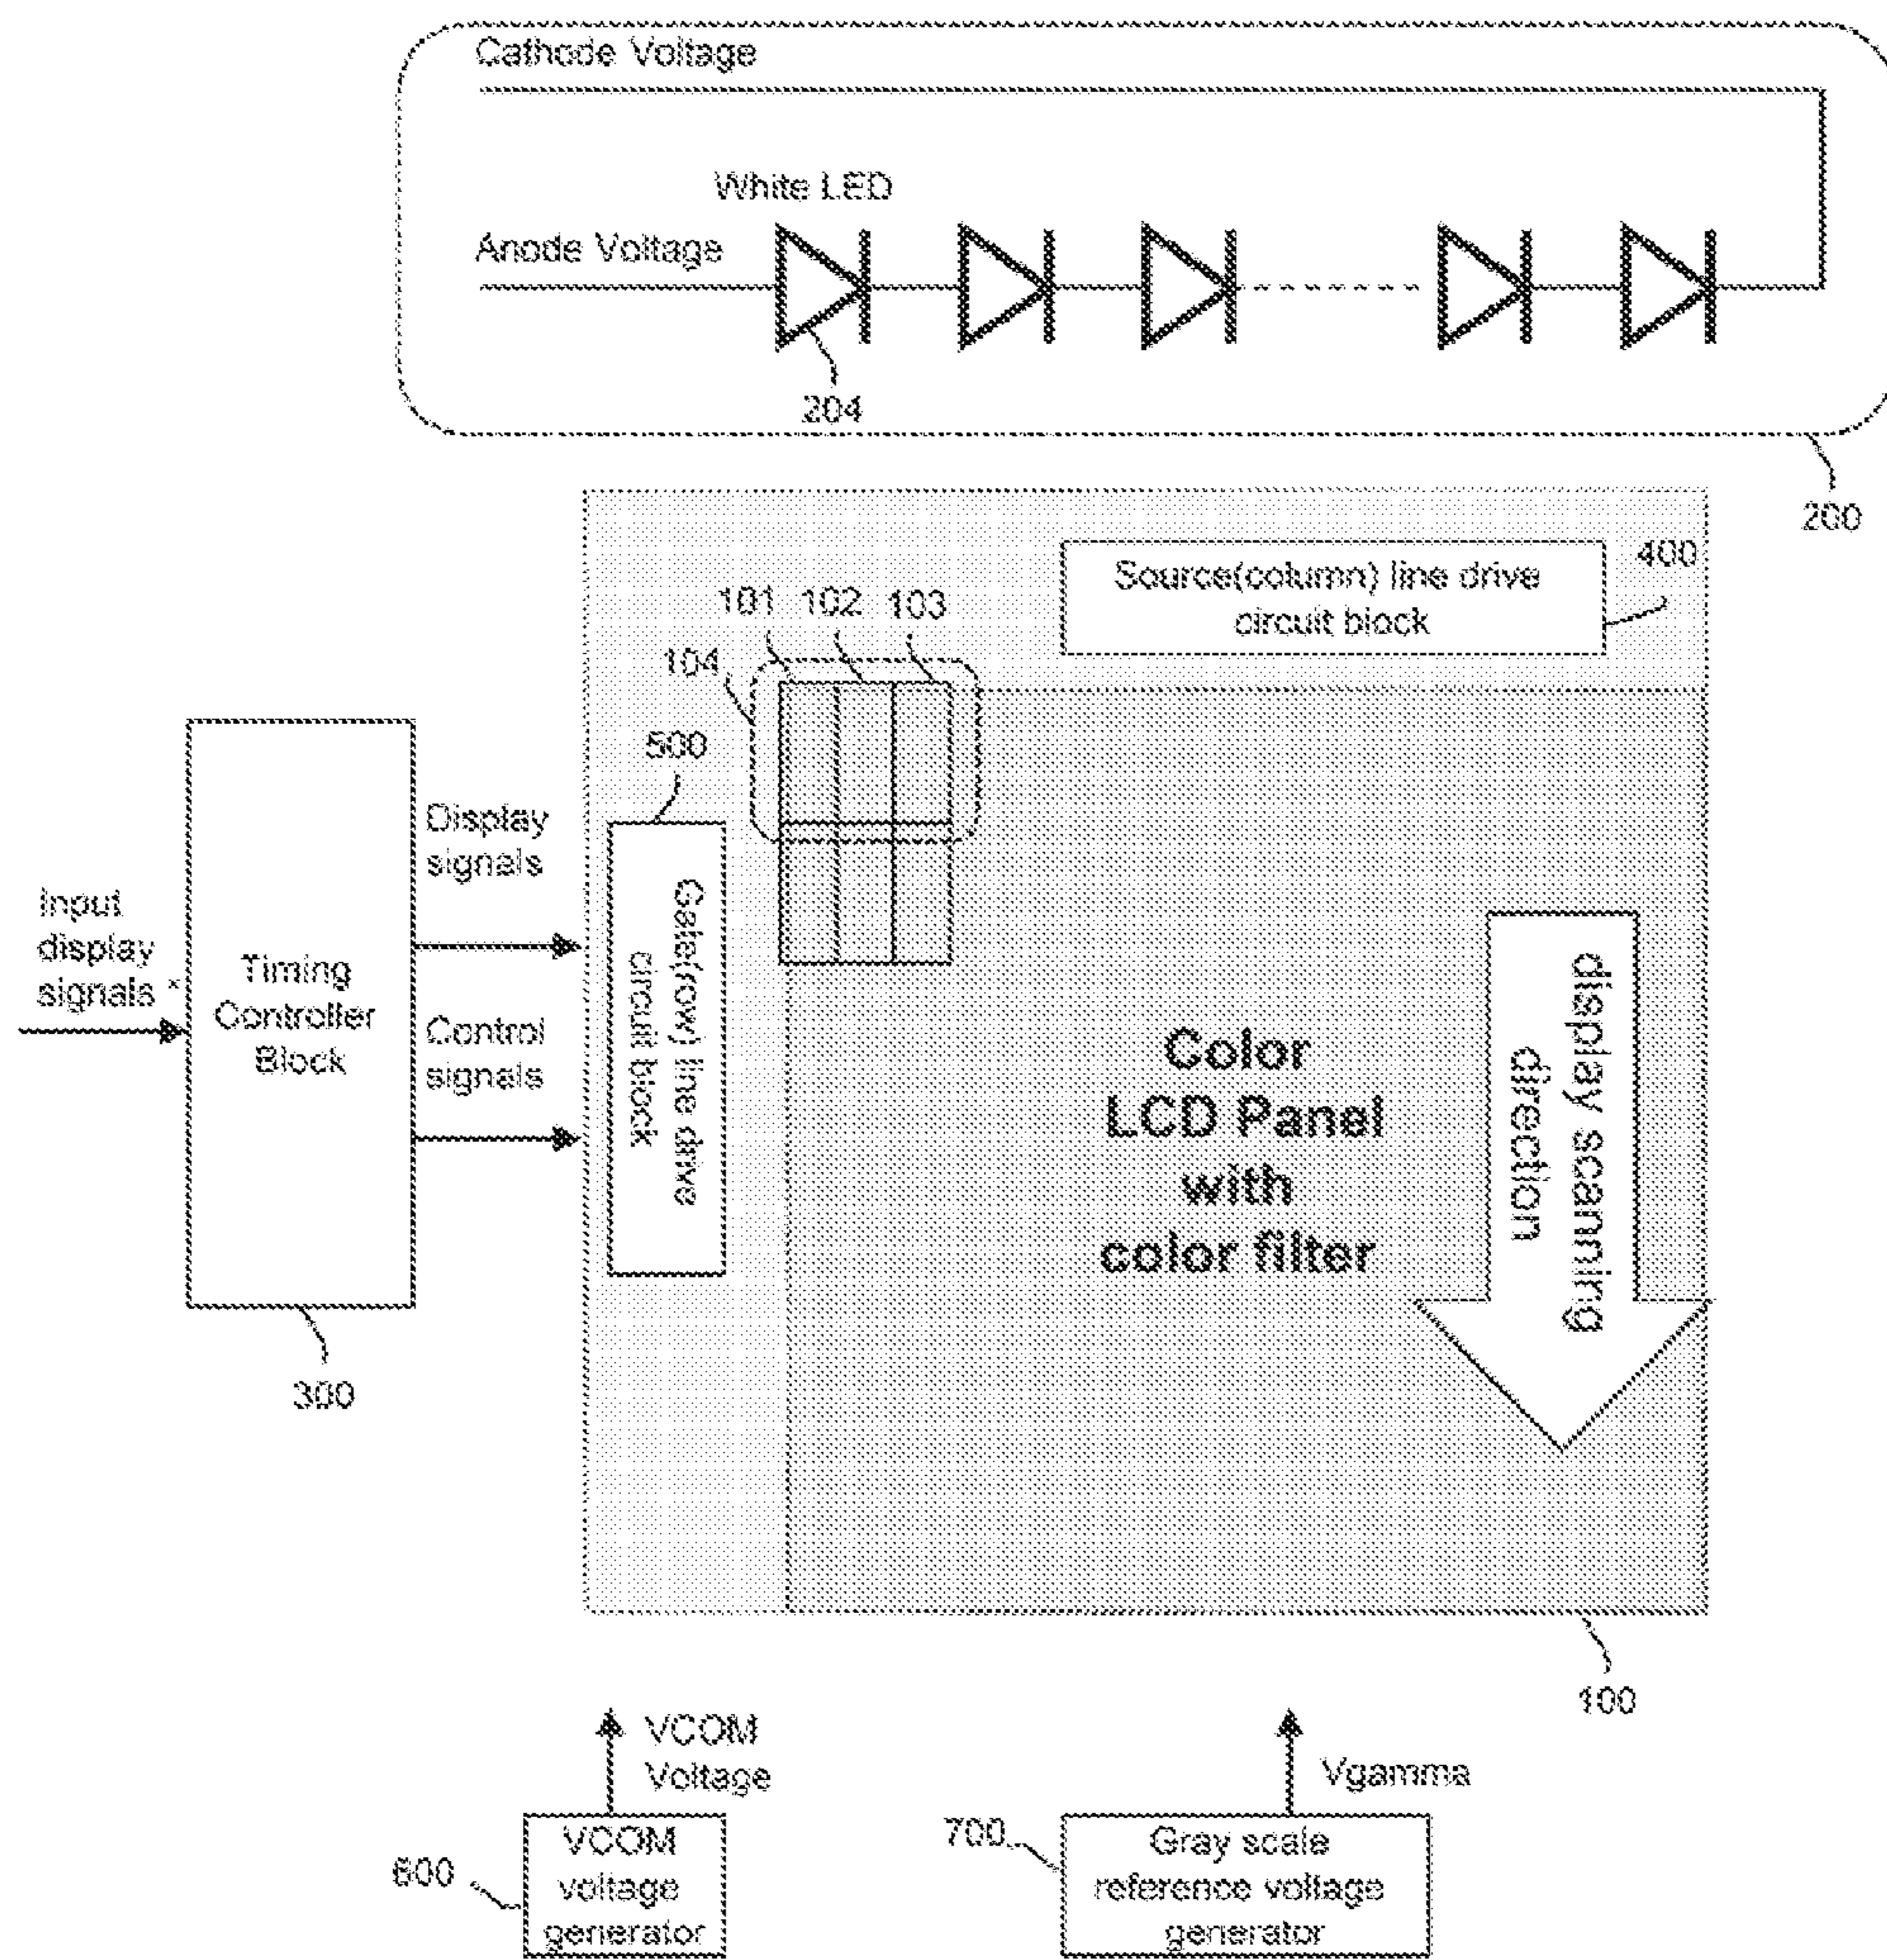 Cathode Voltage
White LED
Anode Voltage
204
200
Source(column) line drive
circuit block
400
101 102 103
104
500
Gate(row) line drive
circuit block
Display
signals
Input
display
signals
Timing
Controller
Block
Control
signals
300
Color
LCD Panel
with
color filter
display scanning
direction
100
VCOM
Voltage
Vgamma
600
VCOM
voltage
generator
700
Gray scale
reference voltage
generator